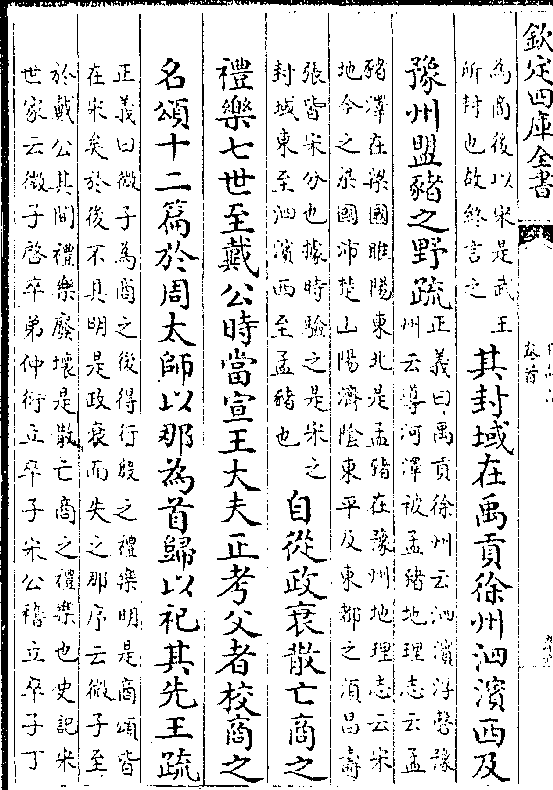 欽定四庫全書
為商後以宋是武王
所封也故終言之
其封域在禹貢徐州泗濱西及
豫州盟豬之野疏
正義曰禹貢徐州云泗濱浮磬豫
州云導河澤被孟豬地理志云孟
豬澤在梁國睢陽東北是孟豬在豫州地理志云宋
地今之梁國沛楚山陽濟陰東平及東都之須昌壽
張皆宋分也據時驗之是宋之
封域東至泗濱西至孟豬也
自從政衰散亡商之
禮樂七世至戴公時當宣王大夫正考父者校商之
名頌十二篇於周太師以那為首歸以祀其先王疏
正義曰微子為商之後得行殷之禮樂明是商頌皆
在宋矣於後不具明是政衰而失之那序云微子至
於戴公其間禮樂廢壞是散亡商之禮樂也史記宋
世家云微子啓卒弟仲衍立卒子宋公稽立卒子丁